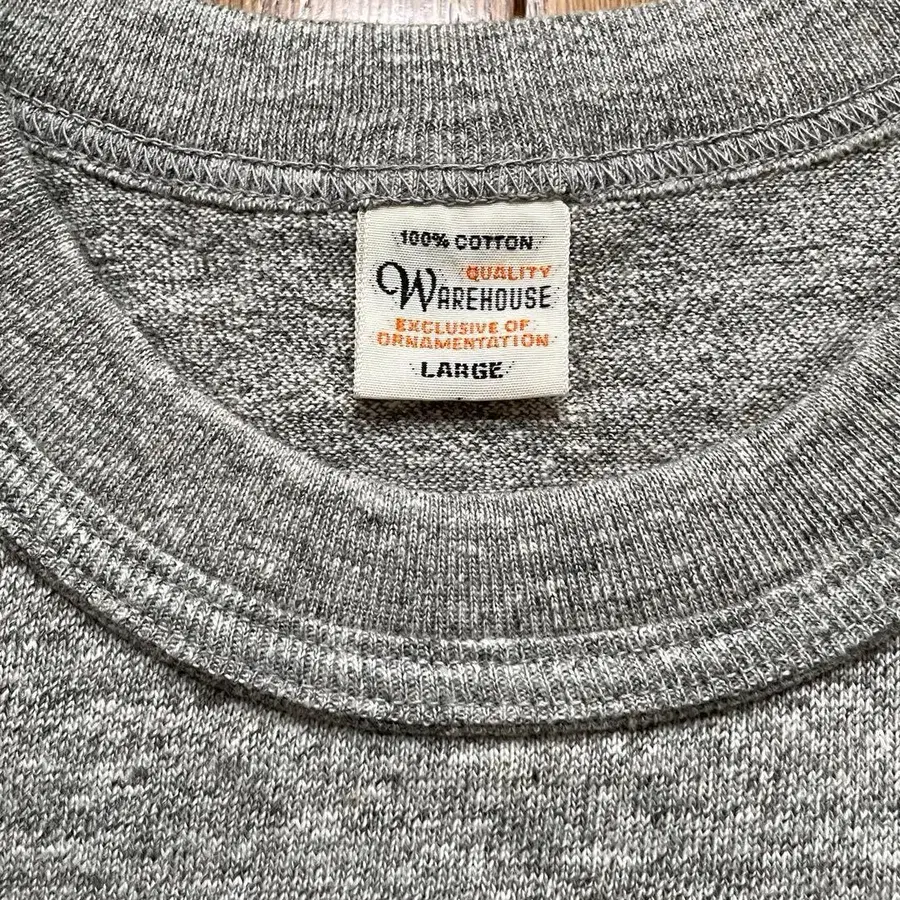 100% COTTON
QUALITY
WAREHOUSE
EXCLUSIVE OF
ORNAMENTATION
LARGE